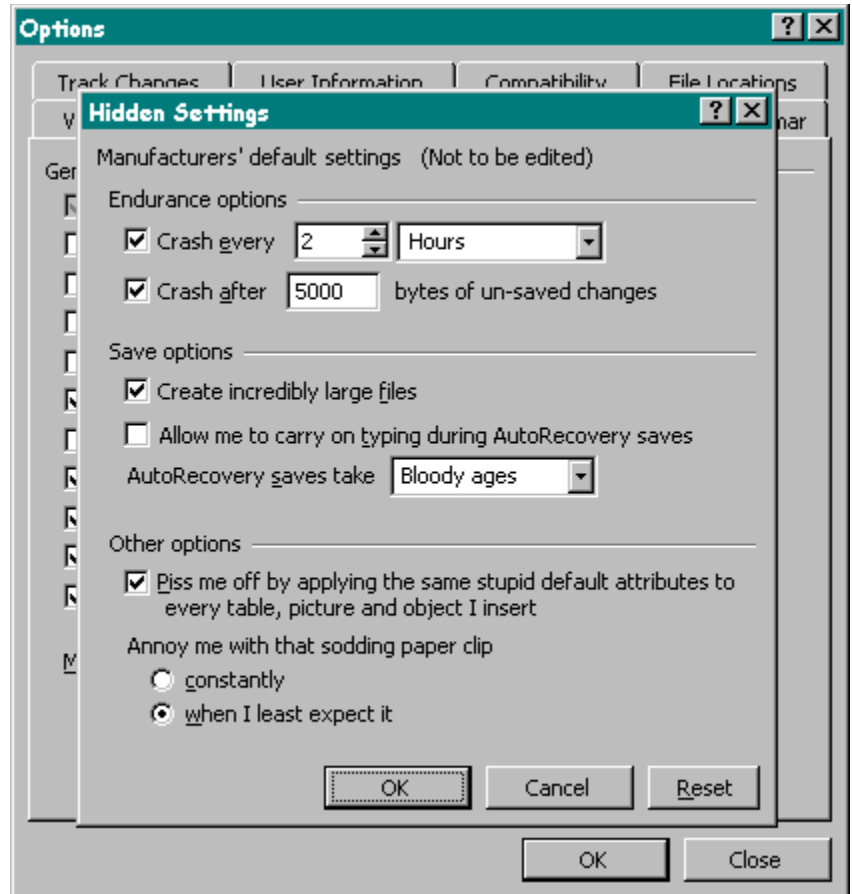 Options
Track Changes User Information Compatibility File Locations
Hidden Settings
Manufacturers' default settings (Not to be edited)
Endurance options
Crash every 2 Hours
Crash after 5000 bytes of un-saved changes
Save options
Create incredibly large files
Allow me to carry on typing during AutoRecovery saves
AutoRecovery saves take Bloody ages
Other options
Piss me off by applying the same stupid default attributes to
every table, picture and object I insert
Annoy me with that sodding paper clip
constantly
when I least expect it
OK Cancel Reset
OK Close